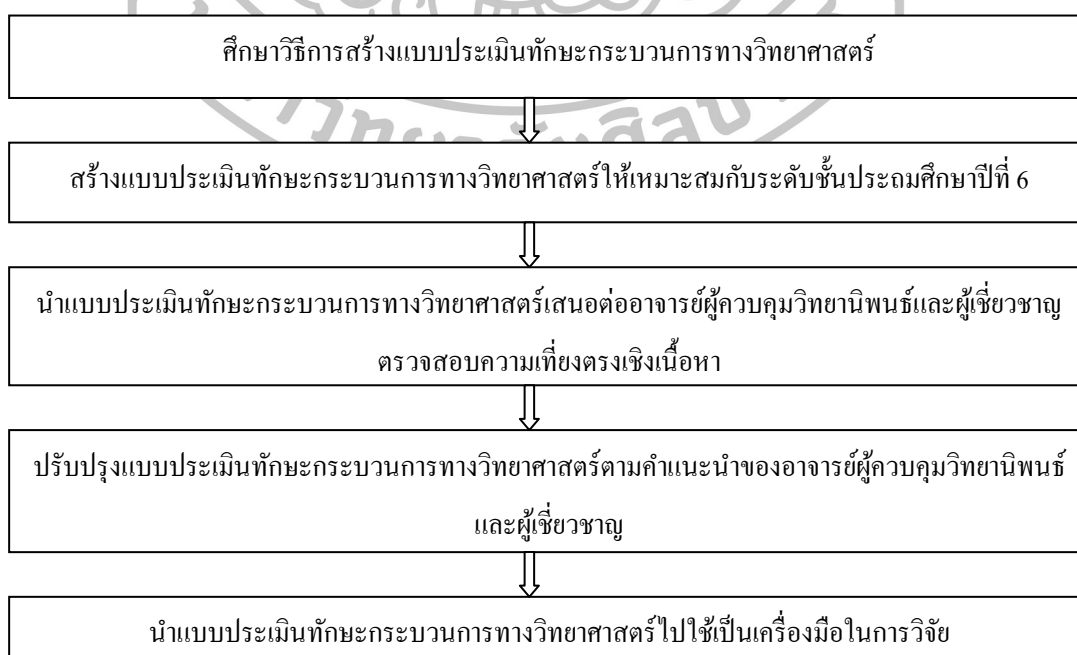 ศึกษาวิธีการสร้างแบบประเมินทักษะกระบวนการทางวิทยาศาสตร์
สร้างแบบประเมินทักษะกระบวนการทางวิทยาศาสตร์ให้เหมาะสมกับระดับชั้นประถมศึกษาปีที่ 6
นำแบบประเมินทักษะกระบวนการทางวิทยาศาสตร์เสนอต่ออาจารย์ผู้ควบคุมวิทยานิพนธ์และผู้เชี่ยวชาญ
ตรวจสอบความเที่ยงตรงเชิงเนื้อหา
ปรับปรุงแบบประเมินทักษะกระบวนการทางวิทยาศาสตร์ตามคำแนะนำของอาจารย์ผู้ควบคุมวิทยานิพนธ์
และผู้เชี่ยวชาญ
นำแบบประเมินทักษะกระบวนการทางวิทยาศาสตร์ไปใช้เป็นเครื่องมือในการวิจัย